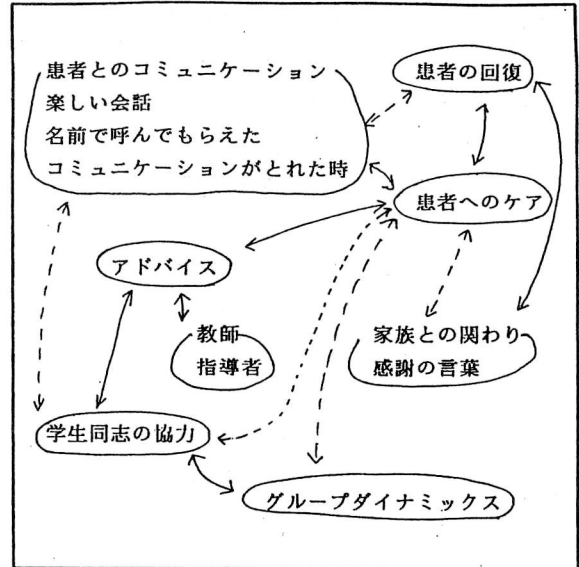 患者とのコミュニケーション
楽しい会話
名前で呼んでもらえた
コミュニケーションがとれた時
患者の回復
患者へのケア
アドバイス
教師
指導者
家族との関わり
感謝の言葉
学生同志の協力
グループダイナミックス